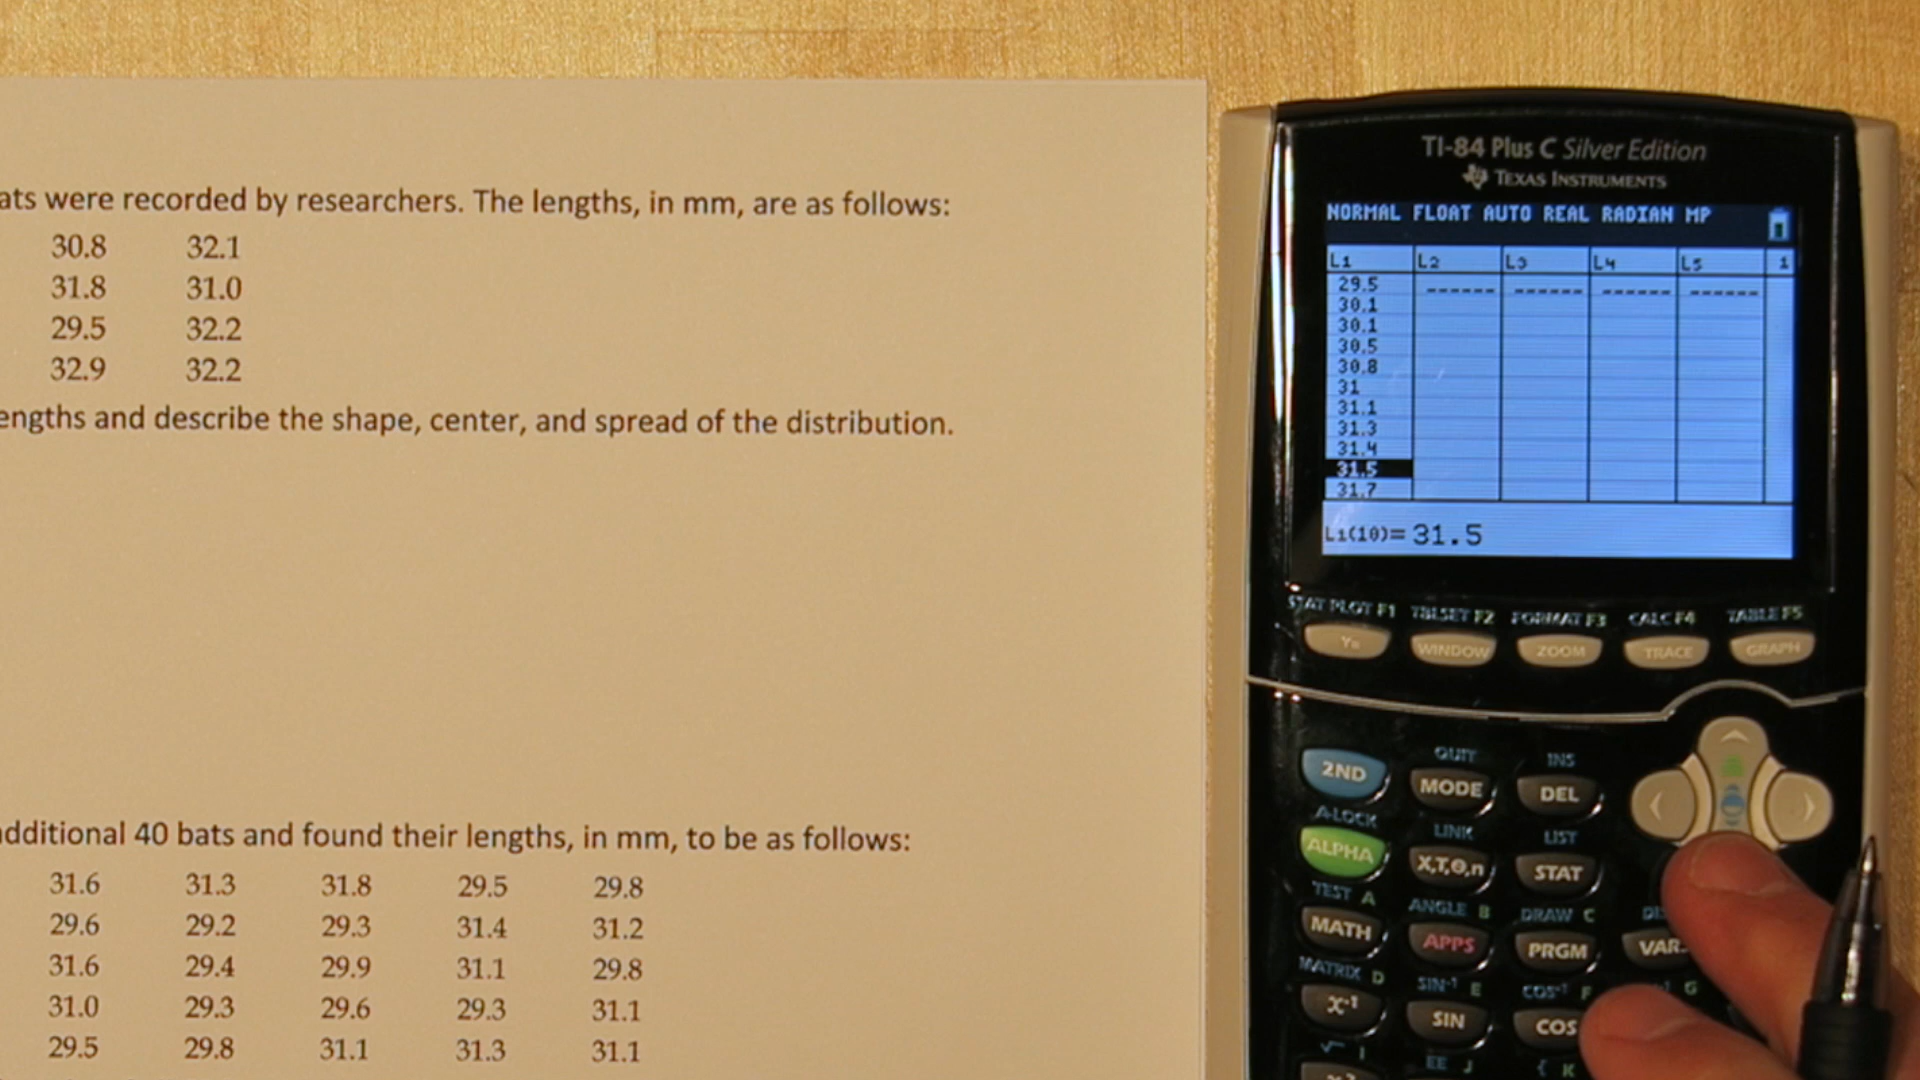 ats were recorded by researchers. The lengths, in mm, are as follows:
30.8 32.1
31.8 31.0
29.5 32.2
32.9 32.2
engths and describe the shape, center, and spread of the distribution.
additional 40 bats and found their lengths, in mm, to be as follows:
31.6 31.3 31.8 29.5 29.8
29.6 29.2 29.3 31.4 31.2
31.6 29.4 29.9 31.1 29.8
31.0 29.3 29.6 29.3 31.1
29.5 29.8 31.1 31.3 31.1
TI-84 Plus C Silver Edition
TEXAS INSTRUMENTS
NORMAL FLOAT AUTO REAL RADIAN MP
L1 L2 L3 L4 L5 1
29.5 ------ ------ ------ ------
30.1
30.1
30.5
30.8
31
31.1
31.3
31.4
31.5
31.7
L1(10)= 31.5
STAT PLOT F1 TBLSET F2 FORMAT F3 CALC F4 TABLE F5
Y= WINDOW ZOOM TRACE GRAPH
QUIT INS
2ND MODE DEL
A-LOCK LINK LIST
ALPHA X,T,Θ,n STAT
TEST A ANGLE B DRAW C
MATH APPS PRGM VAR
MATRIX D SIN-1 E COS-1 F G
x-1 SIN COS
√ I EE J { K